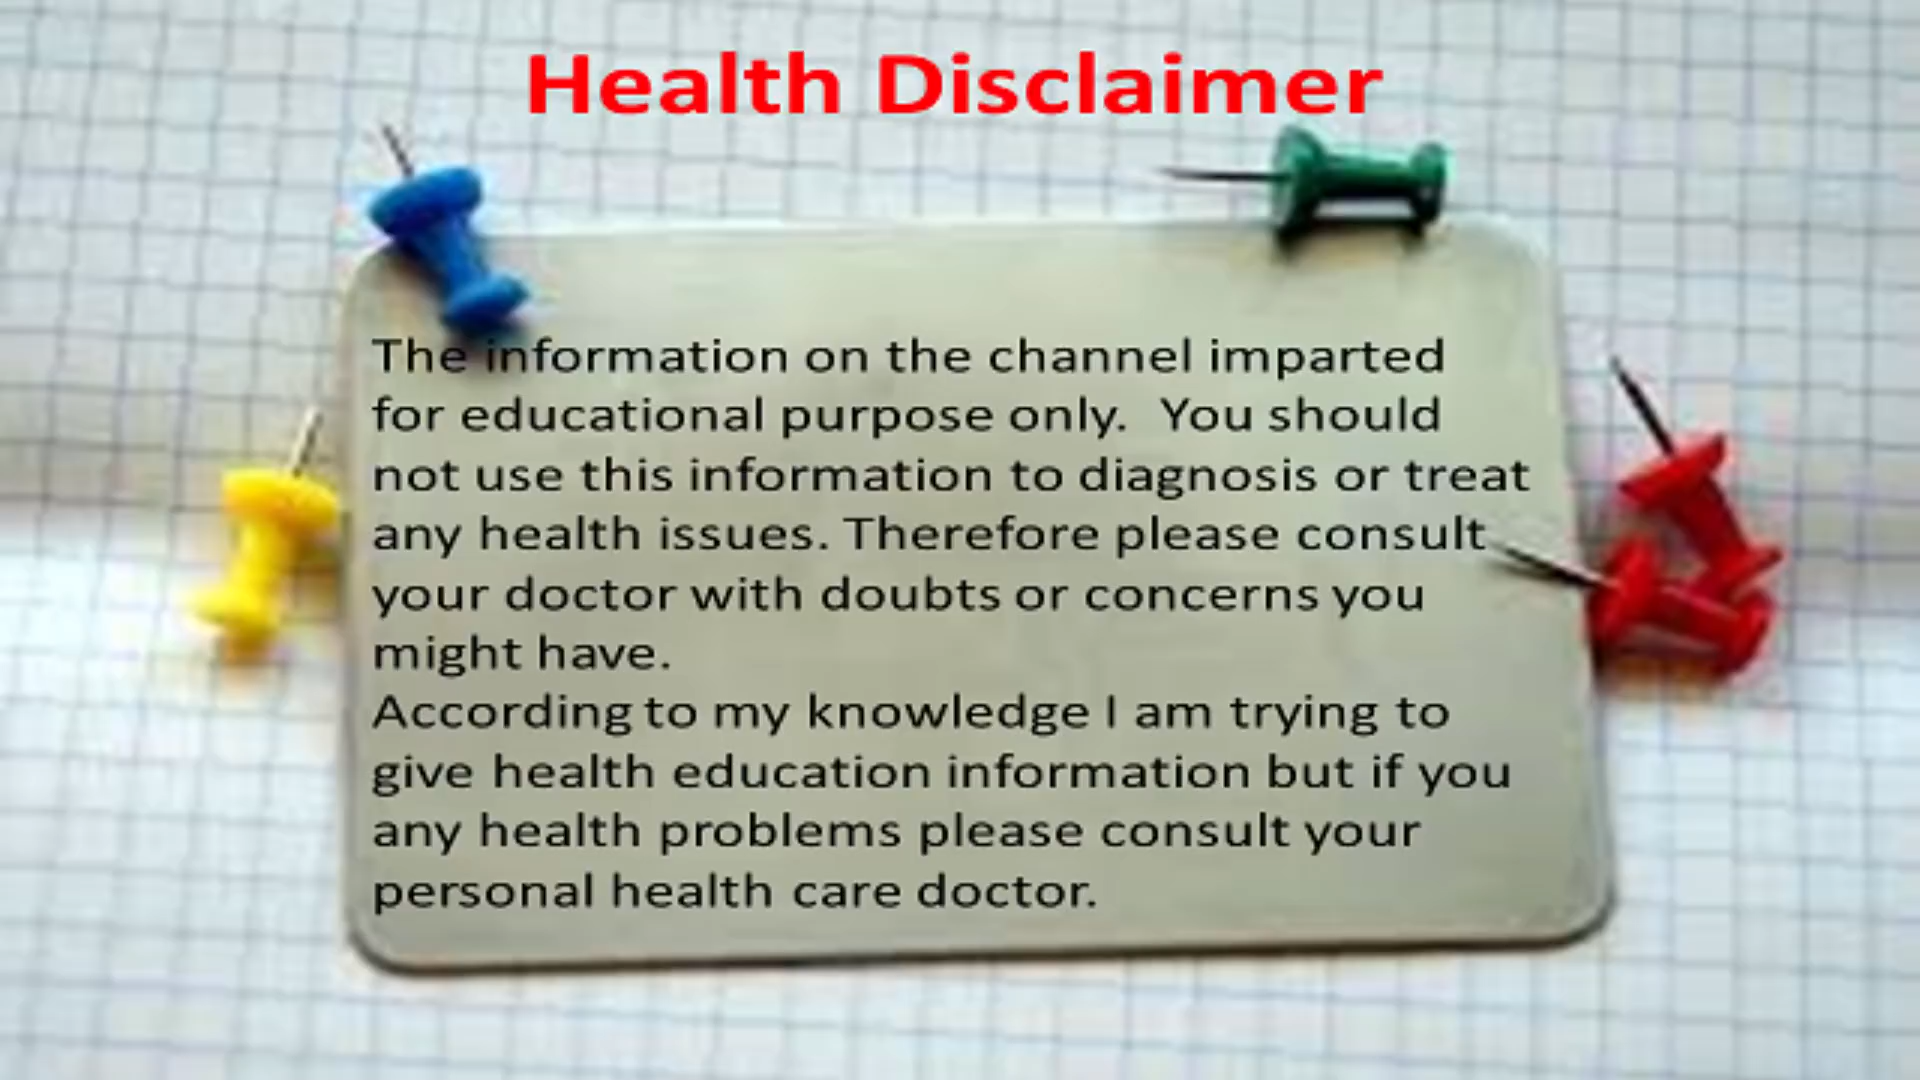 Health Disclaimer
The information on the channel imparted
for educational purpose only.  You should
not use this information to diagnosis or treat
any health issues. Therefore please consult
your doctor with doubts or concerns you
might have.
According to my knowledge I am trying to
give health education information but if you
any health problems please consult your
personal health care doctor.